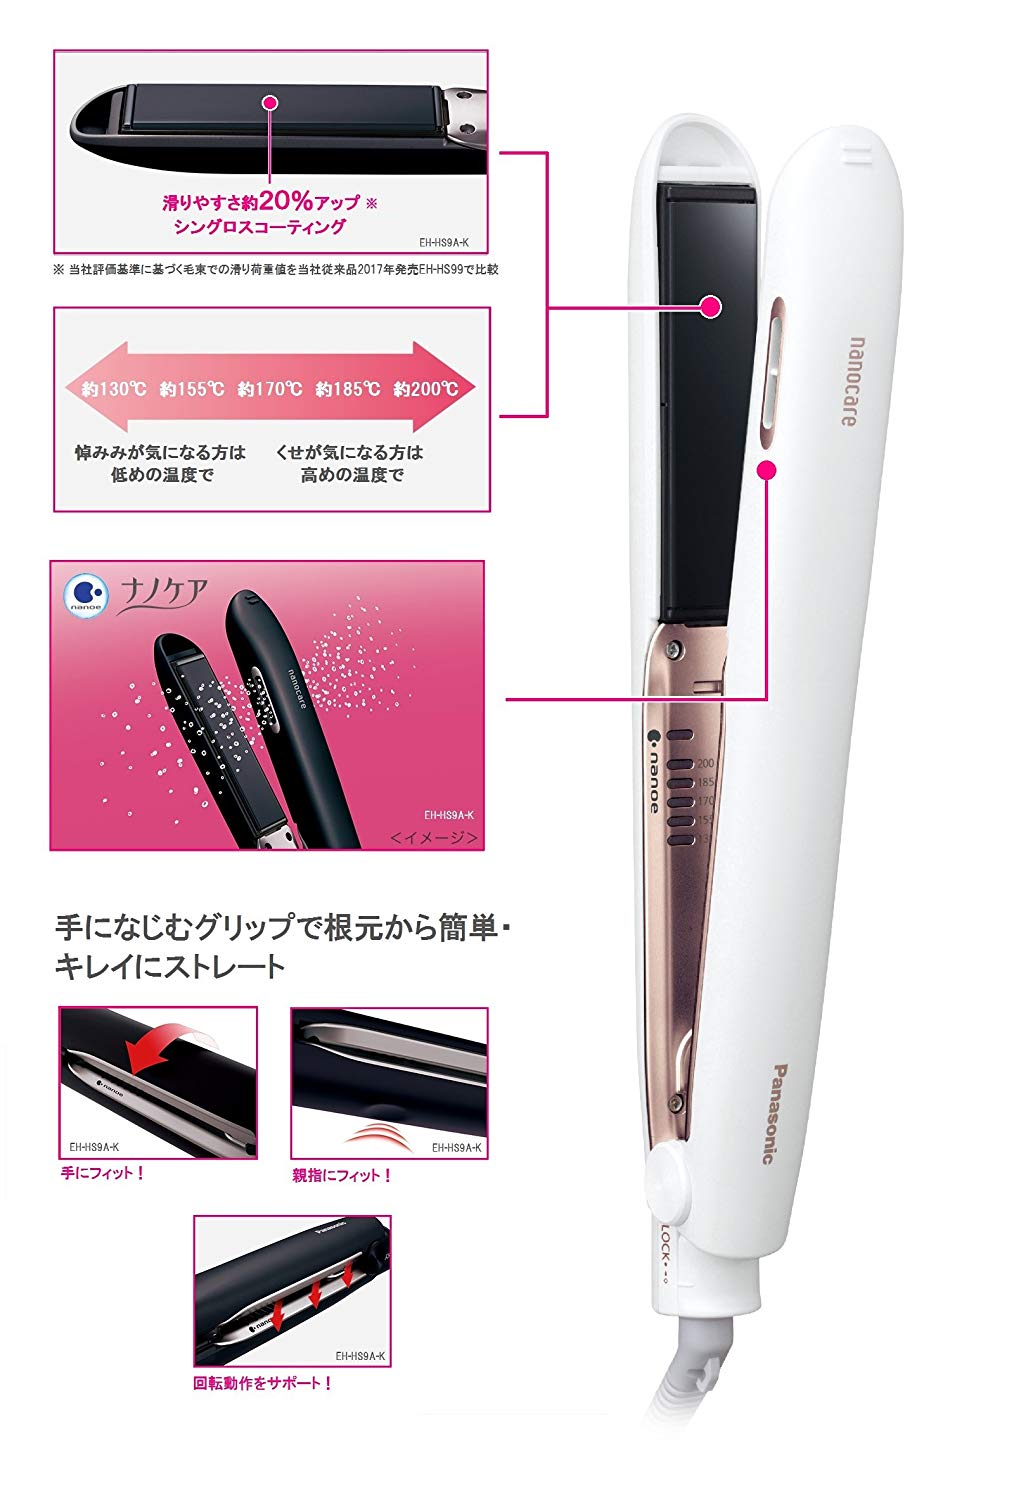 滑りやすさ約20%アップ ※
シングロスコーティング
EH-HS9A-K
※ 当社評価基準に基づく毛束での滑り荷重値を当社従来品2017年発売EH-HS99で比較
約130℃ 約155℃ 約170℃ 約185℃ 約200℃
悼みみが気になる方は
低めの温度で
くせが気になる方は
高めの温度で
nanoe
ナノケア
nanocare
EH-HS9A-K
<イメージ>
手になじむグリップで根元から簡単・
キレイにストレート
nanoe
EH-HS9A-K
手にフィット！
EH-HS9A-K
親指にフィット！
Panasonic
EH-HS9A-K
回転動作をサポート！
nanocare
nanoe
200
185
170
Panasonic
LOCK